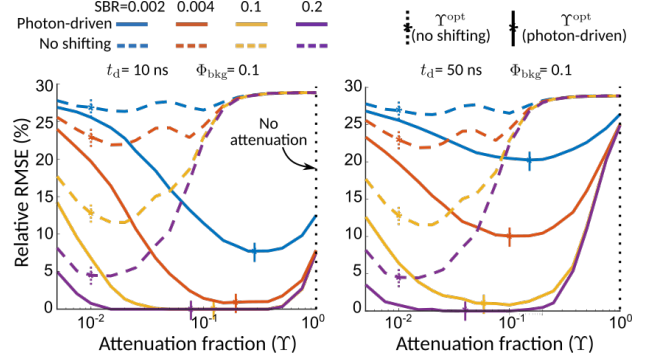 SBR=0.002 0.004 0.1 0.2
Photon-driven
No shifting
ϒopt (no shifting)
ϒopt (photon-driven)
td= 10 ns Φbkg= 0.1
td= 50 ns Φbkg= 0.1
Relative RMSE (%)
30
25
20
15
10
5
0
No attenuation
10-2 10-1 100
Attenuation fraction (ϒ)
30
25
20
15
10
5
0
10-2 10-1 100
Attenuation fraction (ϒ)